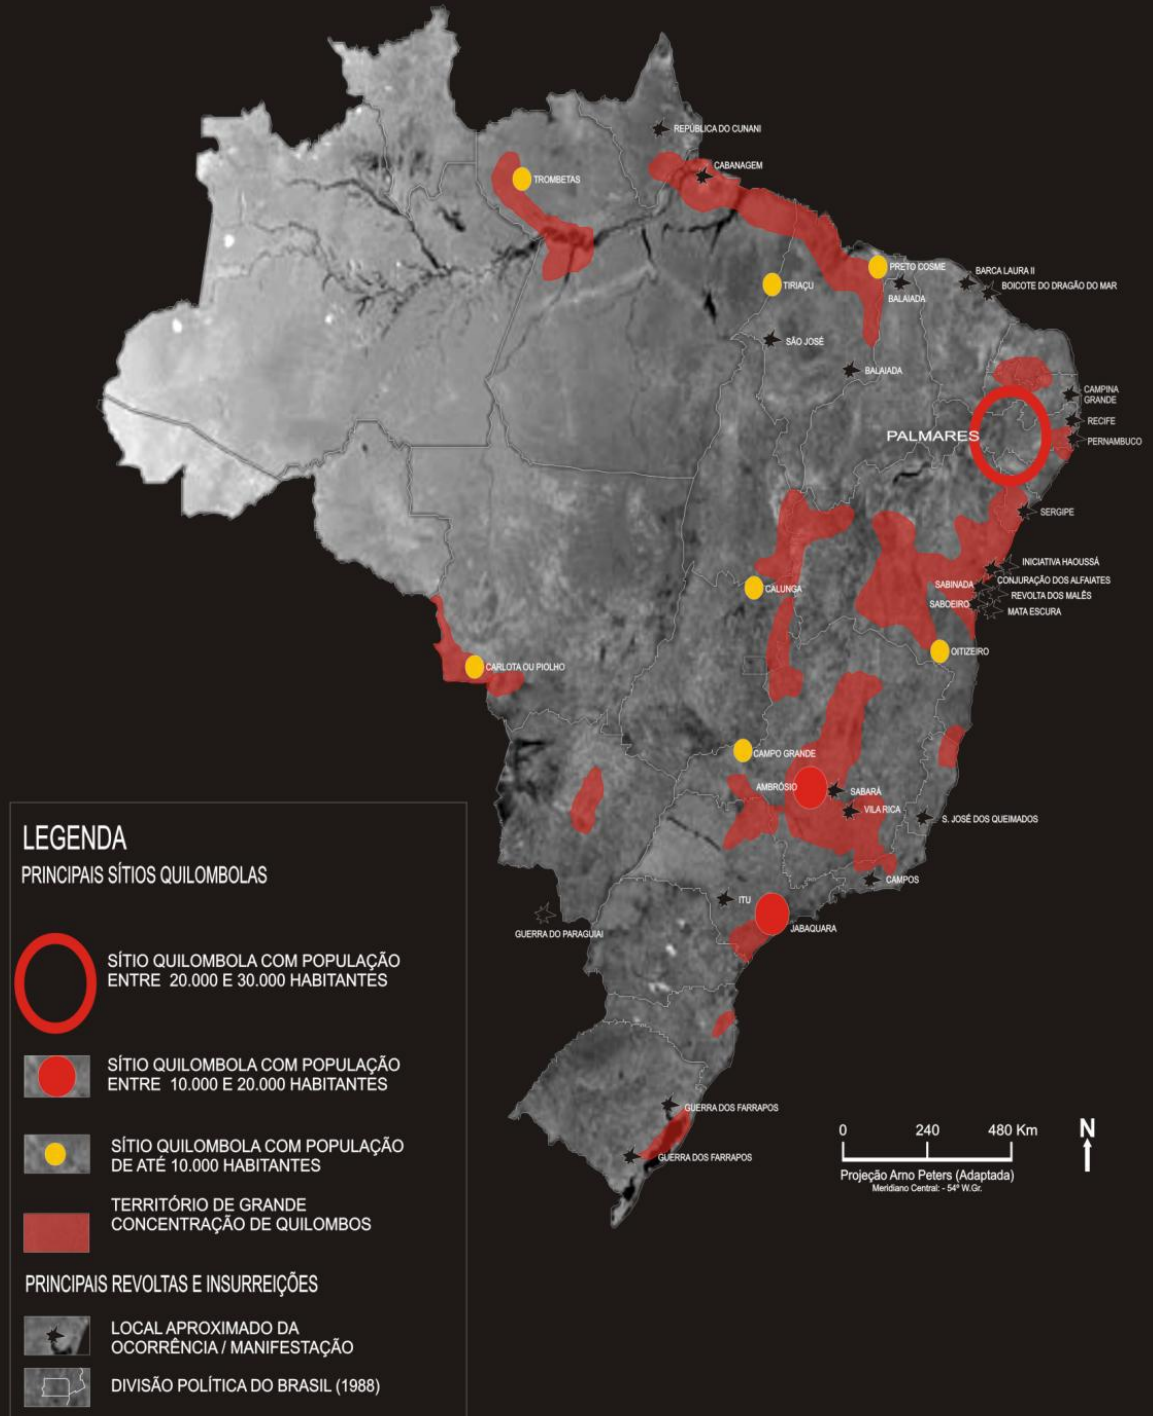 REPÚBLICA DO CUNANI
CABANAGEM
TROMBETAS
PRETO COSME
BARCA LAURA II
TIRIAÇU
BALAIADA
BOICOTE DO DRAGÃO DO MAR
SÃO JOSÉ
BALAIADA
CAMPINA
GRANDE
RECIFE
PALMARES
PERNAMBUCO
SERGIPE
INICIATIVA HAOUSSÁ
CONJURAÇÃO DOS ALFAIATES
SABINADA
CALUNGA
REVOLTA DOS MALÊS
SABOEIRO
MATA ESCURA
OITIZEIRO
CARLOTA OU PIOLHO
CAMPO GRANDE
AMBRÓSIO
SABARÁ
VILA RICA
S. JOSÉ DOS QUEIMADOS
CAMPOS
ITU
JABAQUARA
GUERRA DO PARAGUIAI
GUERRA DOS FARRAPOS
GUERRA DOS FARRAPOS
LEGENDA
PRINCIPAIS SÍTIOS QUILOMBOLAS
SÍTIO QUILOMBOLA COM POPULAÇÃO
ENTRE 20.000 E 30.000 HABITANTES
SÍTIO QUILOMBOLA COM POPULAÇÃO
ENTRE 10.000 E 20.000 HABITANTES
SÍTIO QUILOMBOLA COM POPULAÇÃO
DE ATÉ 10.000 HABITANTES
TERRITÓRIO DE GRANDE
CONCENTRAÇÃO DE QUILOMBOS
PRINCIPAIS REVOLTAS E INSURREIÇÕES
LOCAL APROXIMADO DA
OCORRÊNCIA / MANIFESTAÇÃO
DIVISÃO POLÍTICA DO BRASIL (1988)
0 240 480 Km
N
Projeção Arno Peters (Adaptada)
Meridiano Central: - 54º W.Gr.